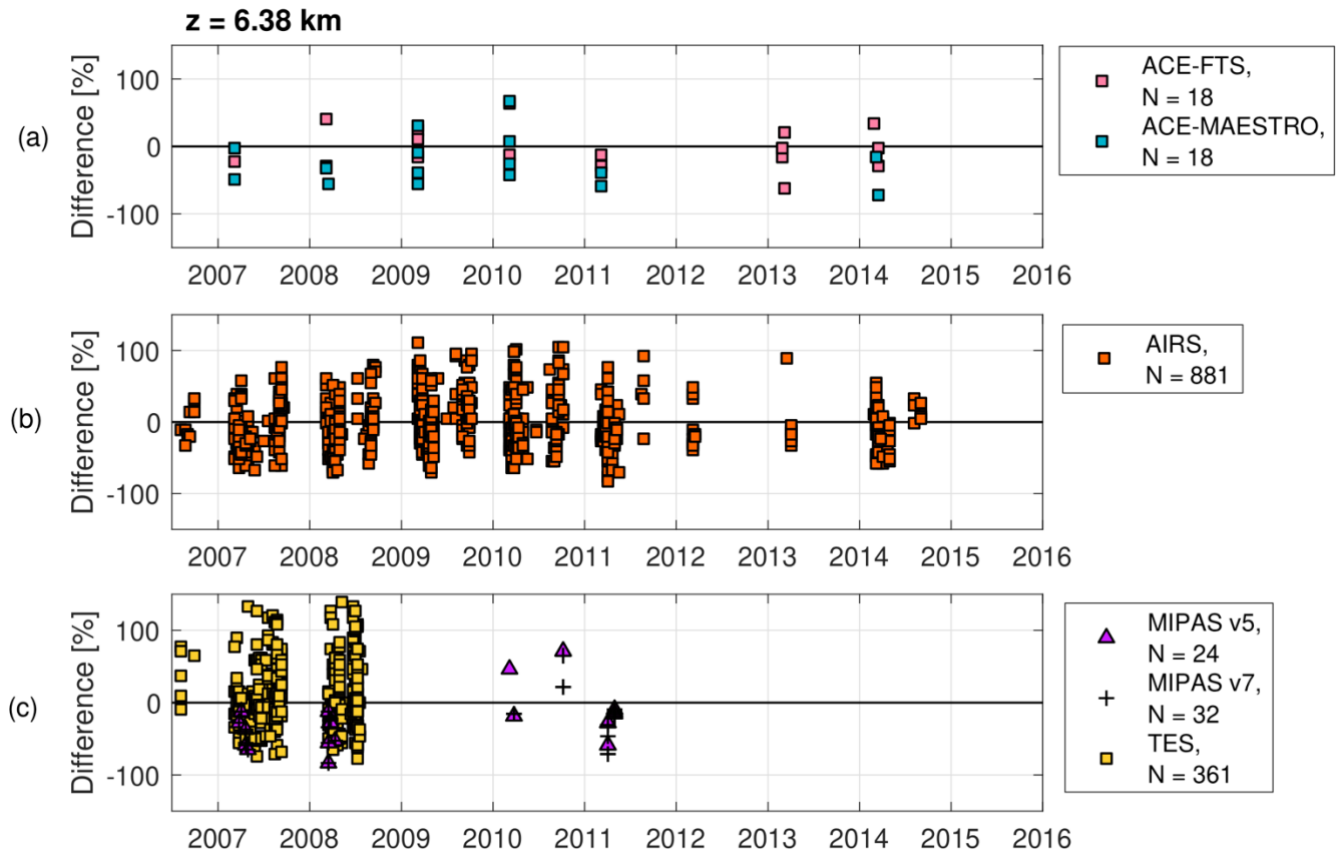 z = 6.38 km
(a)
Difference [%]
100
0
-100
2007 2008 2009 2010 2011 2012 2013 2014 2015 2016
ACE-FTS,
N = 18
ACE-MAESTRO,
N = 18
(b)
Difference [%]
100
0
-100
2007 2008 2009 2010 2011 2012 2013 2014 2015 2016
AIRS,
N = 881
(c)
Difference [%]
100
0
-100
2007 2008 2009 2010 2011 2012 2013 2014 2015 2016
MIPAS v5,
N = 24
MIPAS v7,
N = 32
TES,
N = 361